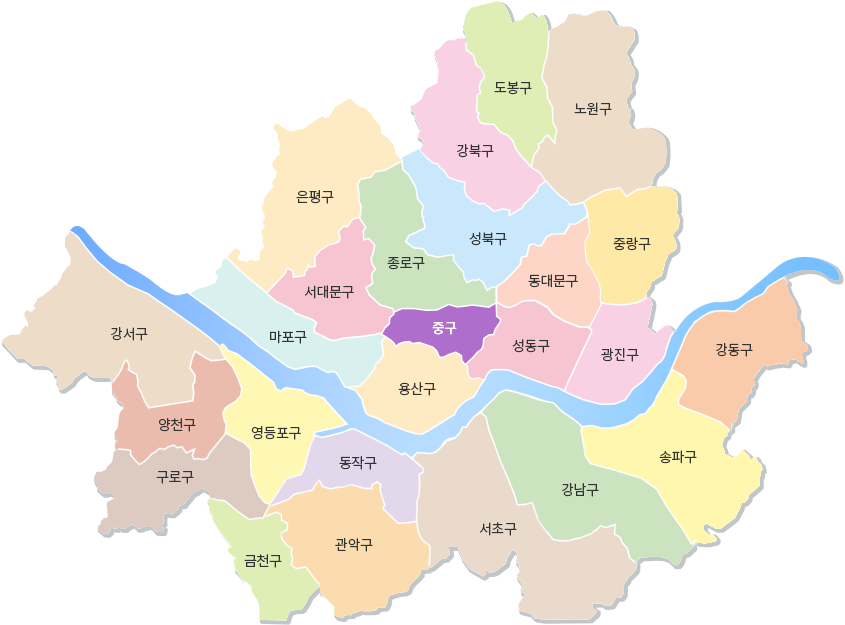 도봉구
노원구
강북구
은평구
성북구
중랑구
종로구
동대문구
서대문구
중구
강서구
마포구
성동구
광진구
강동구
용산구
양천구
영등포구
동작구
송파구
구로구
강남구
서초구
관악구
금천구